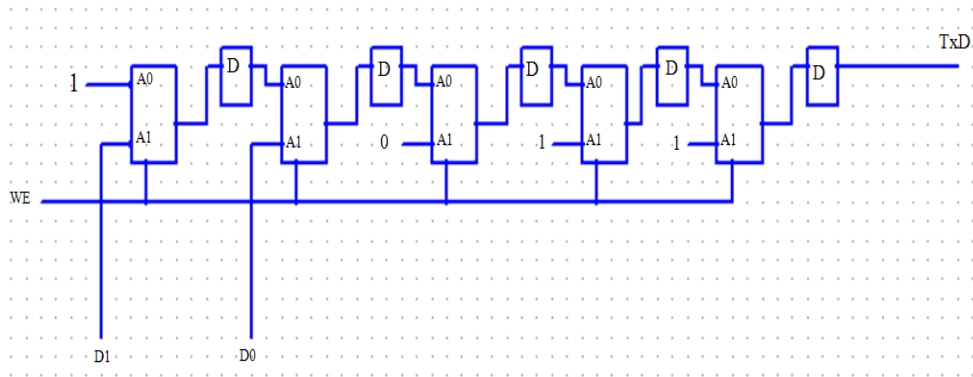 TxD
D D D D D
1 A0 A0 A0 A0 A0
A1 A1 0 A1 1 A1 1 A1
WE
D1 D0